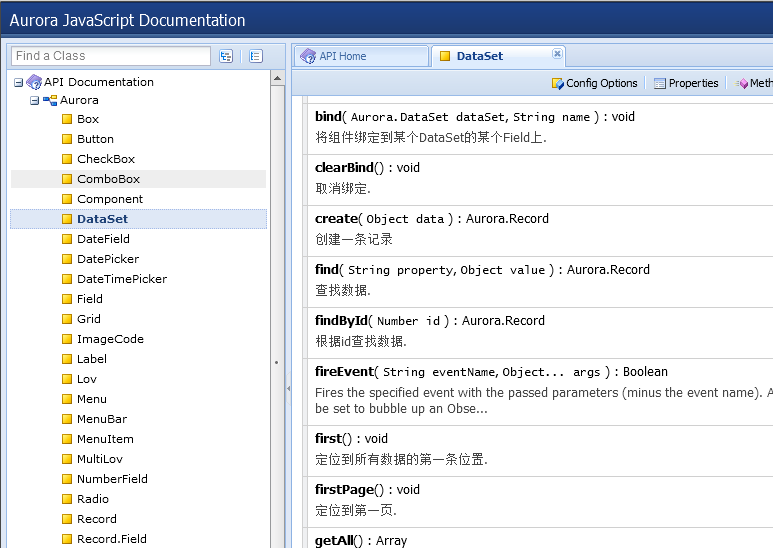 Aurora JavaScript Documentation
Find a Class
API Documentation
Aurora
Box
Button
CheckBox
ComboBox
Component
DataSet
DateField
DatePicker
DateTimePicker
Field
Grid
ImageCode
Label
Lov
Menu
MenuBar
MenuItem
MultiLov
NumberField
Radio
Record
Record.Field
API Home
DataSet
Config Options
Properties
Meth
bind( Aurora.DataSet dataSet, String name ) : void
将组件绑定到某个DataSet的某个Field上.
clearBind() : void
取消绑定.
create( Object data ) : Aurora.Record
创建一条记录
find( String property, Object value ) : Aurora.Record
查找数据.
findById( Number id ) : Aurora.Record
根据id查找数据.
fireEvent( String eventName, Object... args ) : Boolean
Fires the specified event with the passed parameters (minus the event name). A
be set to bubble up an Obse...
first() : void
定位到所有数据的第一条位置.
firstPage() : void
定位到第一页.
getAll() : Array